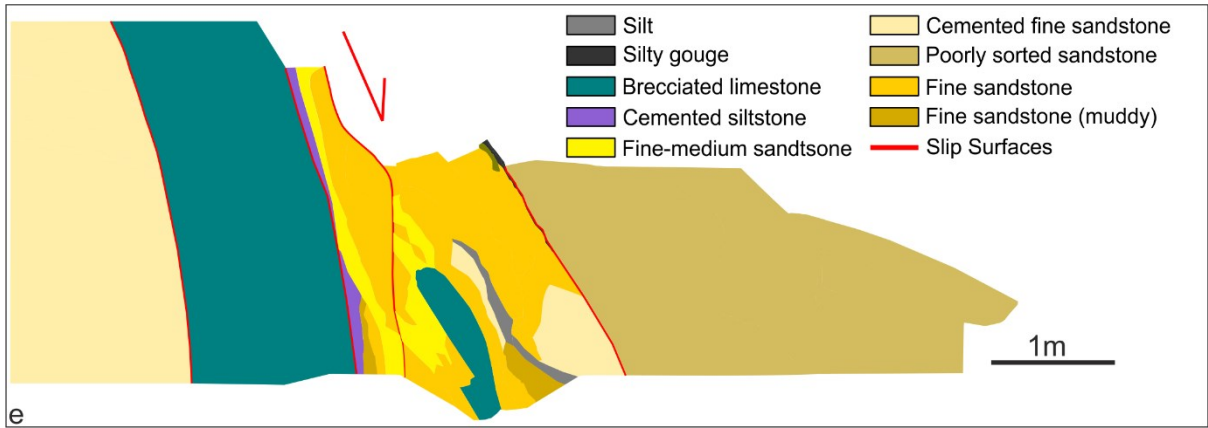 Silt
Silty gouge
Brecciated limestone
Cemented siltstone
Fine-medium sandtsone
Cemented fine sandstone
Poorly sorted sandstone
Fine sandstone
Fine sandstone (muddy)
Slip Surfaces
1m
e